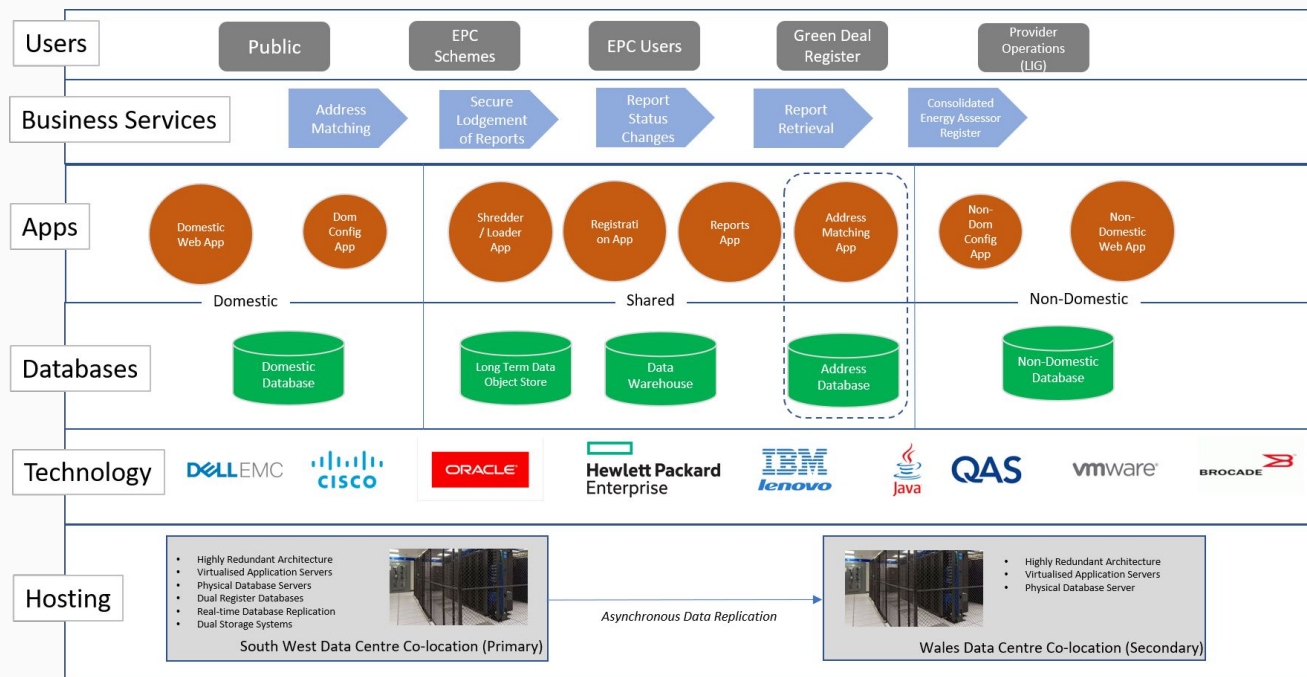 Users
Public
EPC
Schemes
EPC Users
Green Deal
Register
Provider
Operations
(LIG)
Business Services
Address
Matching
Secure
Lodgement
of Reports
Report
Status
Changes
Report
Retrieval
Consolidated
Energy Assessor
Register
Apps
Domestic
Web App
Dom
Config
App
Shredder
/ Loader
App
Registrati
on App
Reports
App
Address
Matching
App
Non-
Dom
Config
App
Non-
Domestic
Web App
Domestic
Shared
Non-Domestic
Databases
Domestic
Database
Long Term Data
Object Store
Data
Warehouse
Address
Database
Non-Domestic
Database
Technology
DELLEMC
CISCO
ORACLE
Hewlett Packard
Enterprise
IBM
lenovo
Java
QAS
vmware
BROCADE
Hosting
• Highly Redundant Architecture
• Virtualised Application Servers
• Physical Database Servers
• Dual Register Databases
• Real-time Database Replication
• Dual Storage Systems
South West Data Centre Co-location (Primary)
Asynchronous Data Replication
• Highly Redundant Architecture
• Virtualised Application Servers
• Physical Database Server
Wales Data Centre Co-location (Secondary)